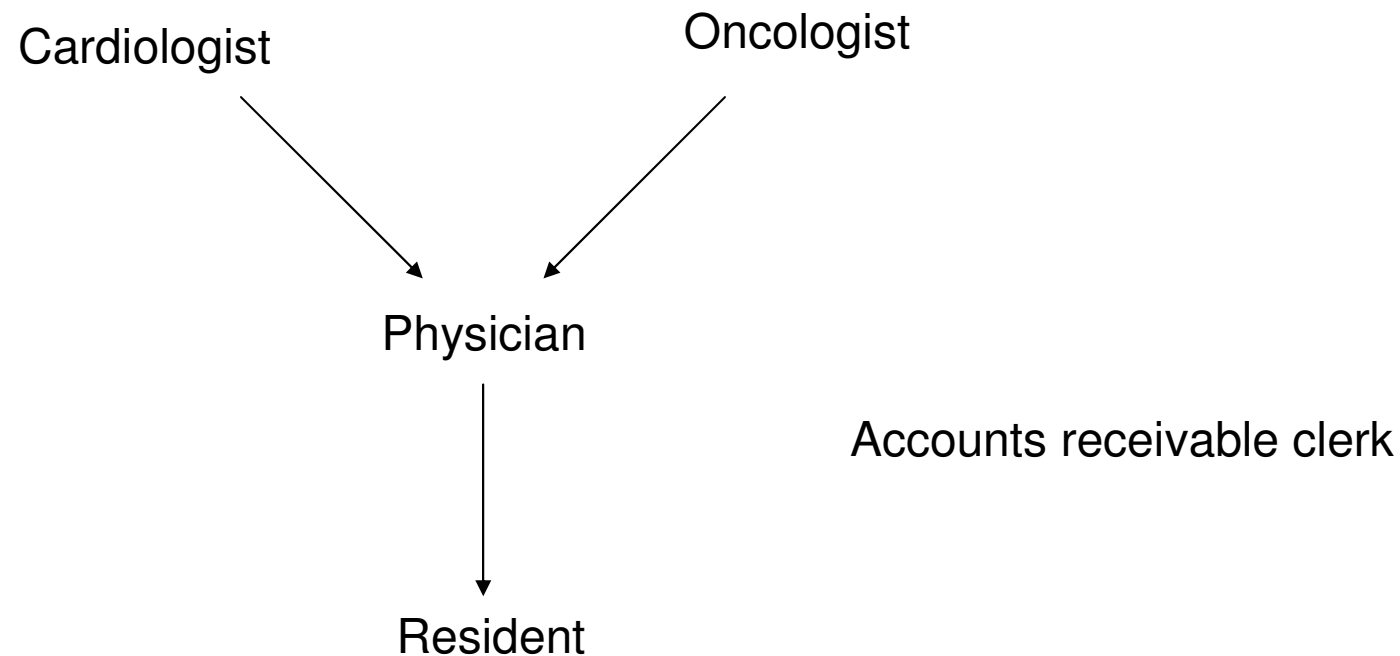 Cardiologist
Oncologist
Physician
Accounts receivable clerk
Resident